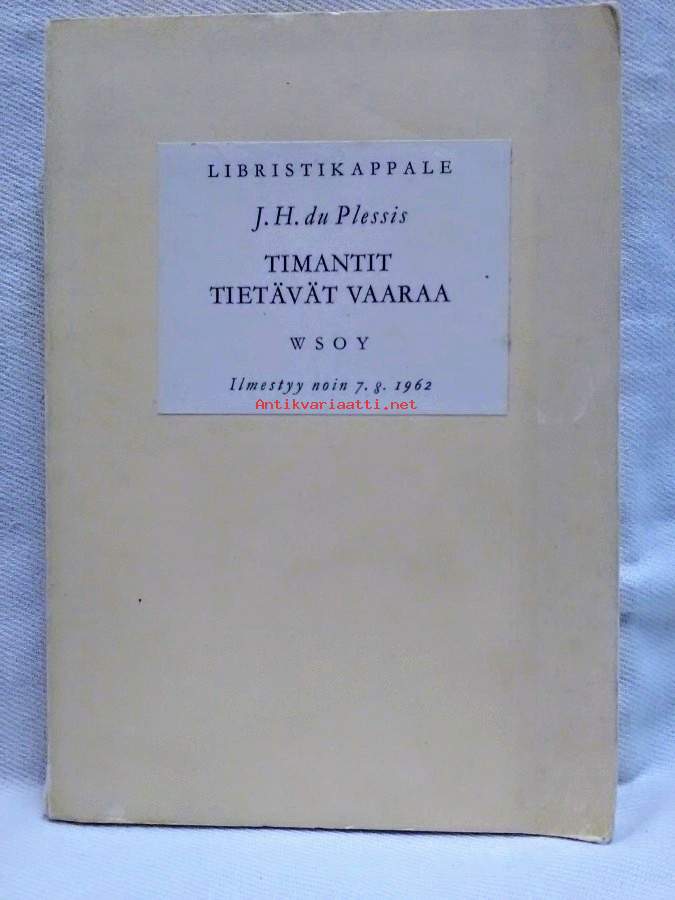 LIBRISTIKAPPALE
J. H. du Plessis
TIMANTIT
TIETÄVÄT VAARAA
WSOY
Ilmestyy noin 7. 8. 1962
Antikvariaatti.net